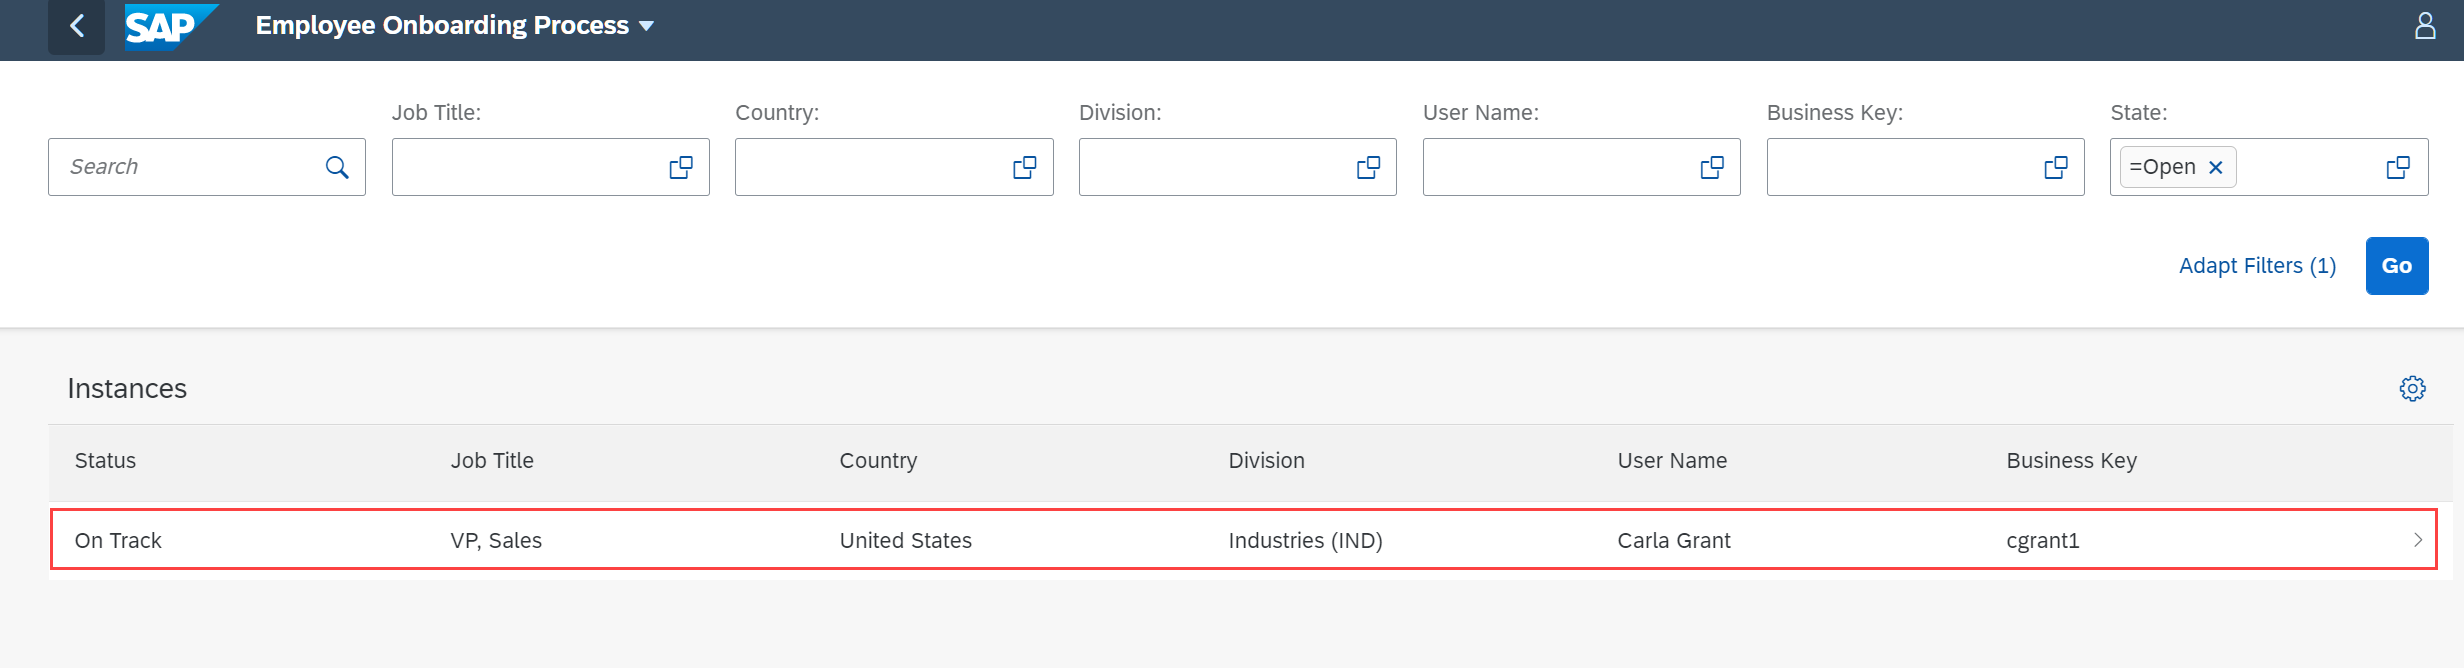 SAP Employee Onboarding Process
Job Title: Country: Division: User Name: Business Key: State:
Search =Open
Adapt Filters (1) Go
Instances
Status Job Title Country Division User Name Business Key
On Track VP, Sales United States Industries (IND) Carla Grant cgrant1